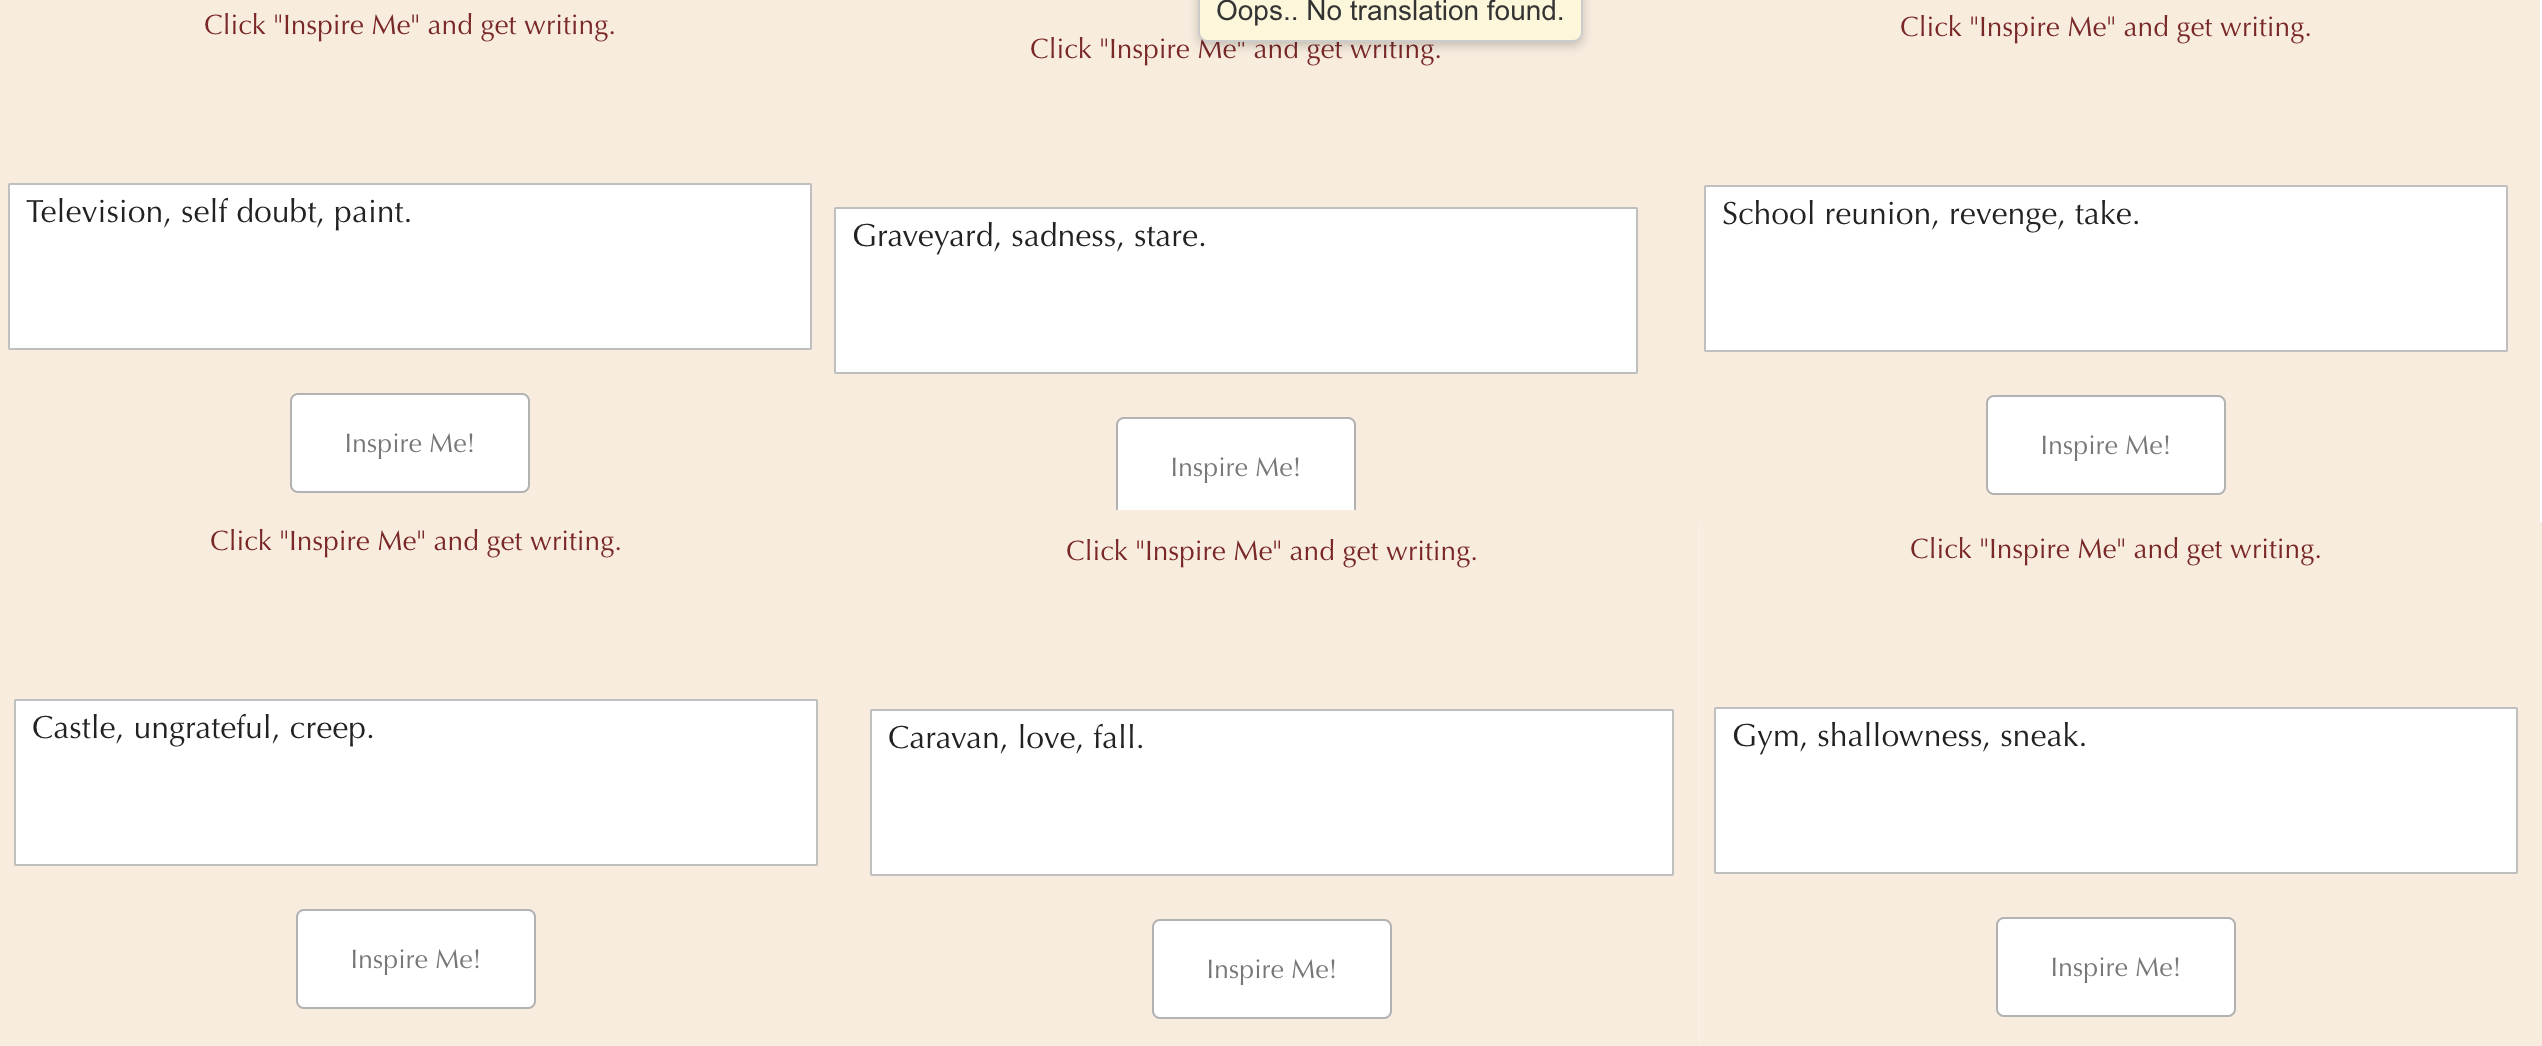 Click "Inspire Me" and get writing.
Television, self doubt, paint.
Inspire Me!
Oops.. No translation found.
Click "Inspire Me" and get writing.
Graveyard, sadness, stare.
Inspire Me!
Click "Inspire Me" and get writing.
School reunion, revenge, take.
Inspire Me!
Click "Inspire Me" and get writing.
Castle, ungrateful, creep.
Inspire Me!
Click "Inspire Me" and get writing.
Caravan, love, fall.
Inspire Me!
Click "Inspire Me" and get writing.
Gym, shallowness, sneak.
Inspire Me!